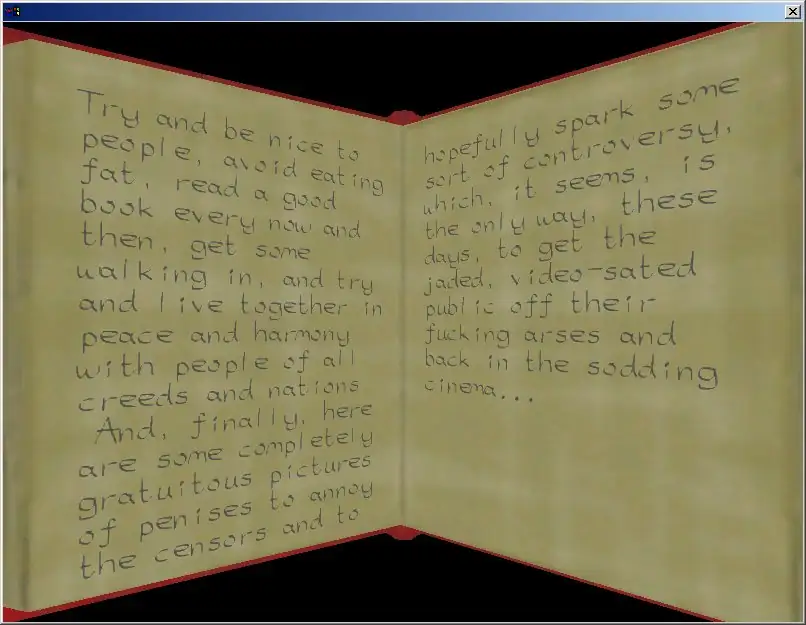 Try and be nice to
people, avoid eating
fat, read a good
book every now and
then, get some
walking in, and try
and live together in
peace and harmony
with people of all
creeds and nations
And, finally, here
are some completely
gratuitous pictures
of penises to annoy
the censors and to
hopefully spark some
sort of controversy,
which, it seems, is
the only way, these
days, to get the
jaded, video-sated
public off their
fucking arses and
back in the sodding
cinema...